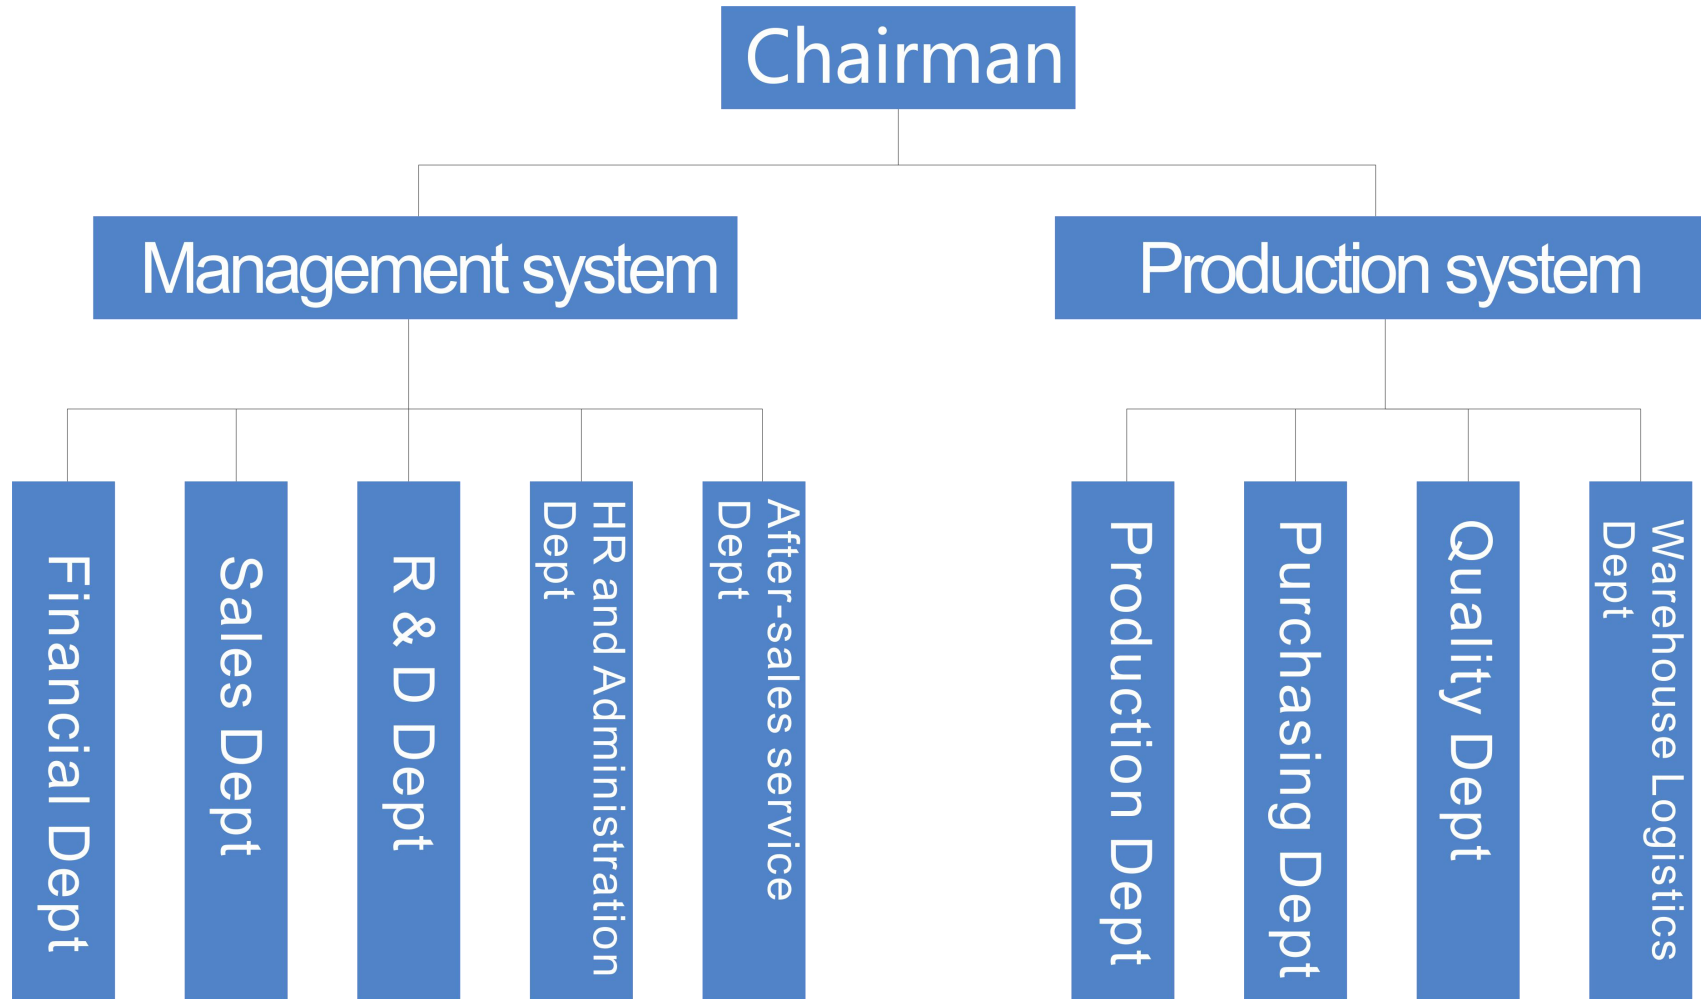 Chairman
Management system
Production system
Financial Dept
Sales Dept
R & D Dept
HR and Administration
Dept
After-sales service
Dept
Production Dept
Purchasing Dept
Quality Dept
Warehouse Logistics
Dept